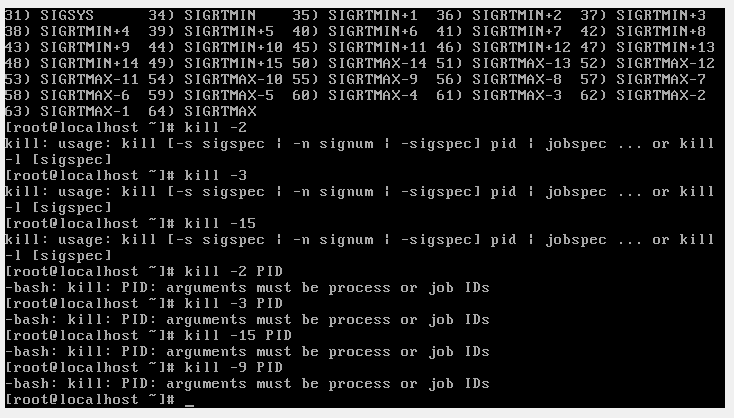 31) SIGSYS 34) SIGRTMIN 35) SIGRTMIN+1 36) SIGRTMIN+2 37) SIGRTMIN+3
38) SIGRTMIN+4 39) SIGRTMIN+5 40) SIGRTMIN+6 41) SIGRTMIN+7 42) SIGRTMIN+8
43) SIGRTMIN+9 44) SIGRTMIN+10 45) SIGRTMIN+11 46) SIGRTMIN+12 47) SIGRTMIN+13
48) SIGRTMIN+14 49) SIGRTMIN+15 50) SIGRTMAX-14 51) SIGRTMAX-13 52) SIGRTMAX-12
53) SIGRTMAX-11 54) SIGRTMAX-10 55) SIGRTMAX-9 56) SIGRTMAX-8 57) SIGRTMAX-7
58) SIGRTMAX-6 59) SIGRTMAX-5 60) SIGRTMAX-4 61) SIGRTMAX-3 62) SIGRTMAX-2
63) SIGRTMAX-1 64) SIGRTMAX
[root@localhost ~]# kill -2
kill: usage: kill [-s sigspec | -n signum | -sigspec] pid | jobspec ... or kill
-l [sigspec]
[root@localhost ~]# kill -3
kill: usage: kill [-s sigspec | -n signum | -sigspec] pid | jobspec ... or kill
-l [sigspec]
[root@localhost ~]# kill -15
kill: usage: kill [-s sigspec | -n signum | -sigspec] pid | jobspec ... or kill
-l [sigspec]
[root@localhost ~]# kill -2 PID
-bash: kill: PID: arguments must be process or job IDs
[root@localhost ~]# kill -3 PID
-bash: kill: PID: arguments must be process or job IDs
[root@localhost ~]# kill -15 PID
-bash: kill: PID: arguments must be process or job IDs
[root@localhost ~]# kill -9 PID
-bash: kill: PID: arguments must be process or job IDs
[root@localhost ~]# _